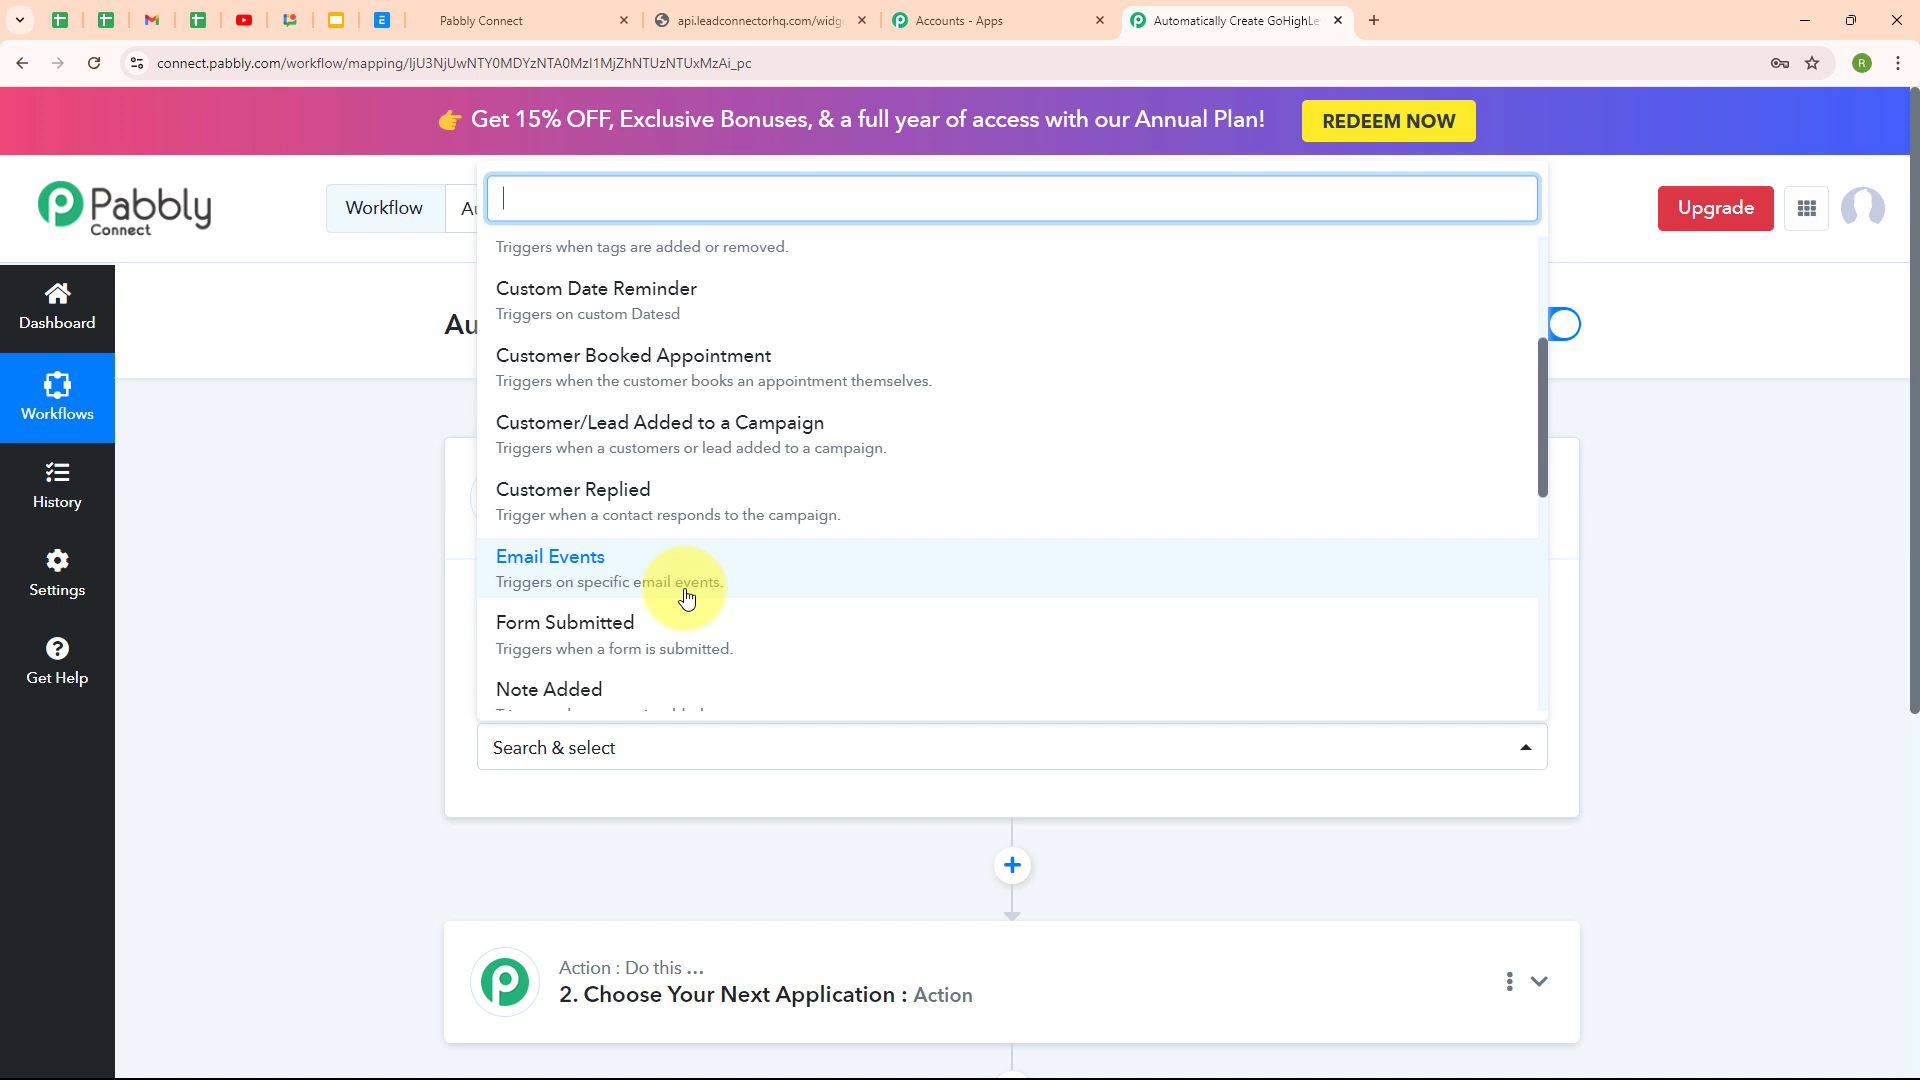 Pabbly Connect
api.leadconnectorhq.com/widg
Accounts - Apps
Automatically Create GoHighLe
connect.pabbly.com/workflow/mapping/IjU3NjUwNTY0MDYzNTA0MzI1MjZhNTUzNTUxMzAi_pc
R
👉 Get 15% OFF, Exclusive Bonuses, & a full year of access with our Annual Plan!
REDEEM NOW
Pabbly
Connect
Workflow
Au
Upgrade
Dashboard
Workflows
History
Settings
Get Help
Au
Triggers when tags are added or removed.
Custom Date Reminder
Triggers on custom Datesd
Customer Booked Appointment
Triggers when the customer books an appointment themselves.
Customer/Lead Added to a Campaign
Triggers when a customers or lead added to a campaign.
Customer Replied
Trigger when a contact responds to the campaign.
Email Events
Triggers on specific email events.
Form Submitted
Triggers when a form is submitted.
Note Added
Search & select
Action : Do this ...
2. Choose Your Next Application : Action